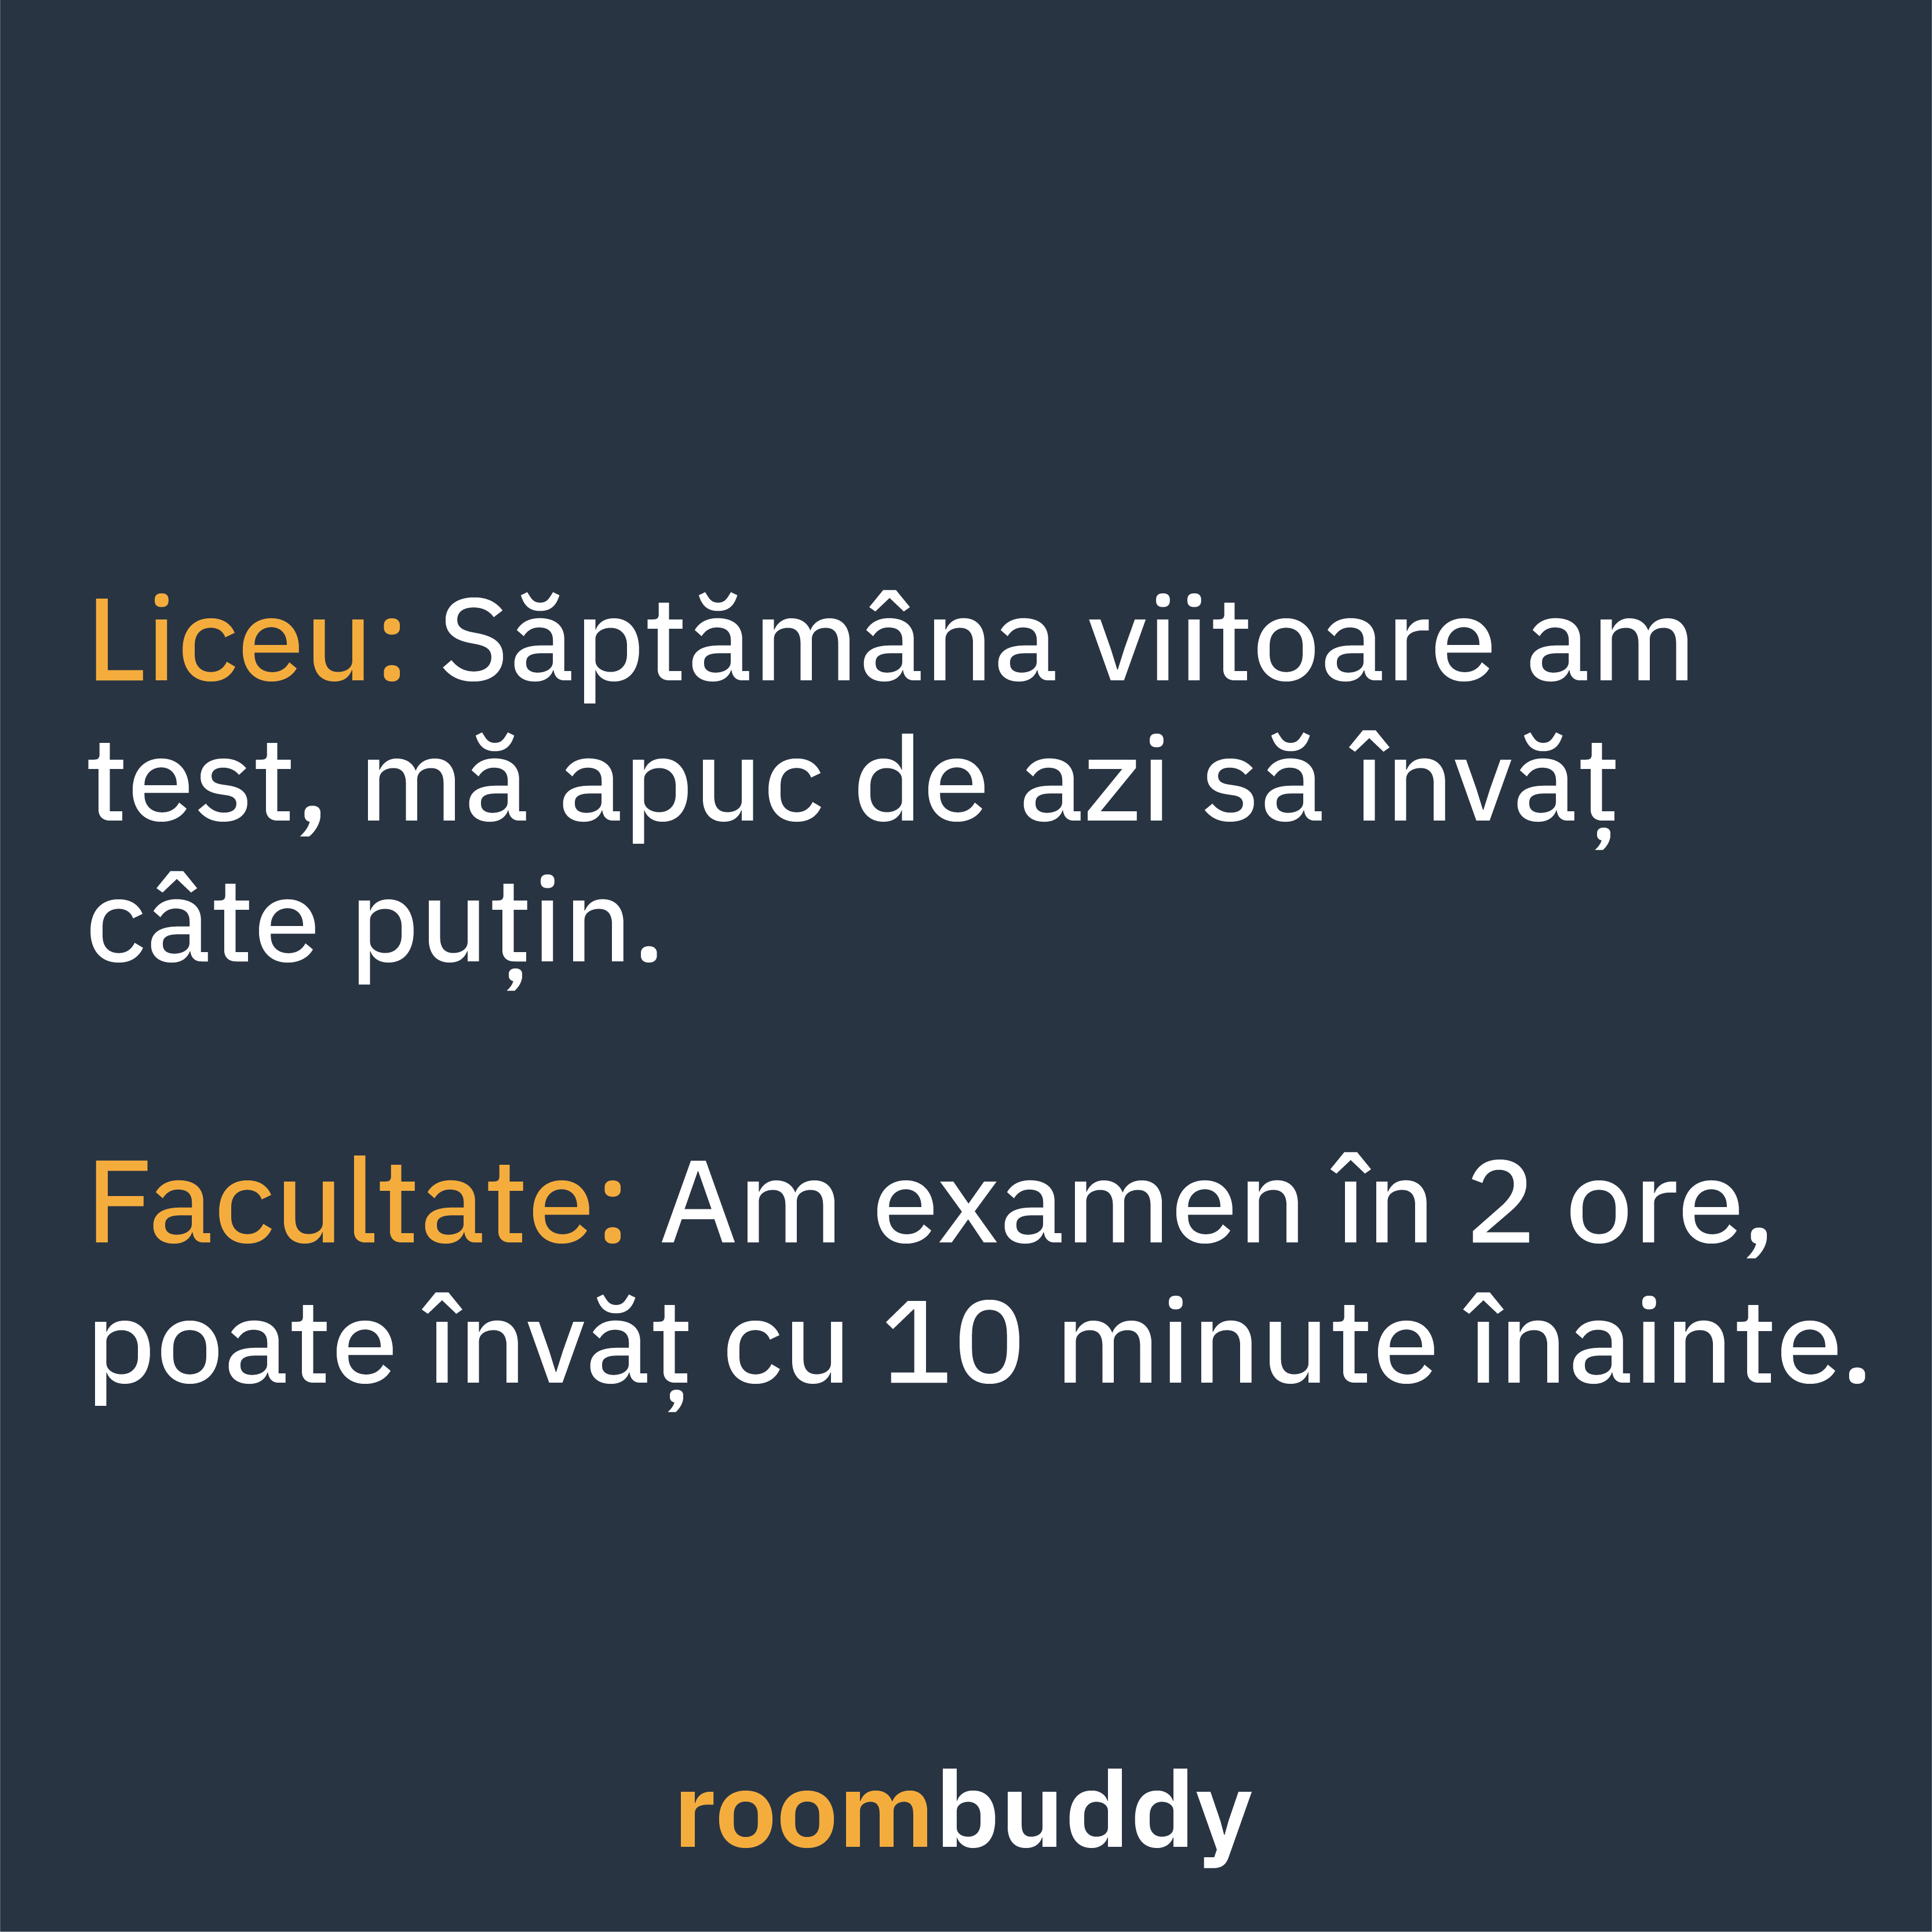 Liceu: Săptămâna viitoare am
test, mă apuc de azi să învăț
câte puțin.
Facultate: Am examen în 2 ore,
poate învăț cu 10 minute înainte.
roombuddy